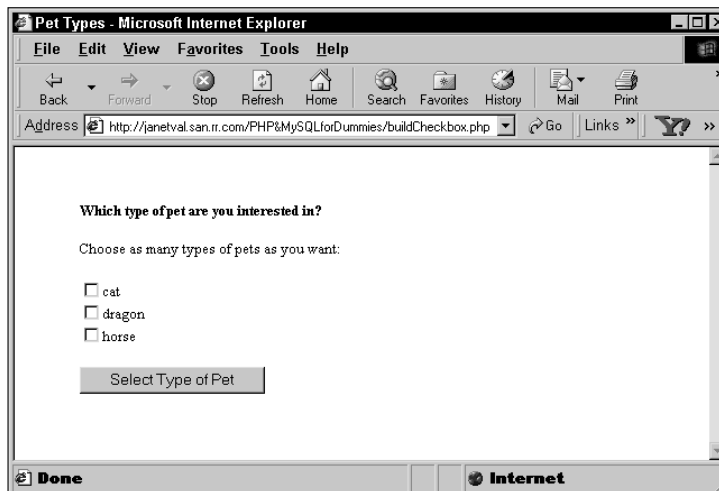 Pet Types - Microsoft Internet Explorer
File Edit View Favorites Tools Help
Back Forward Stop Refresh Home Search Favorites History Mail Print
Address http://janetval.san.rr.com/PHP&MySQLforDummies/buildCheckbox.php Go Links » Y? »
Which type of pet are you interested in?
Choose as many types of pets as you want:
cat
dragon
horse
Select Type of Pet
Done Internet